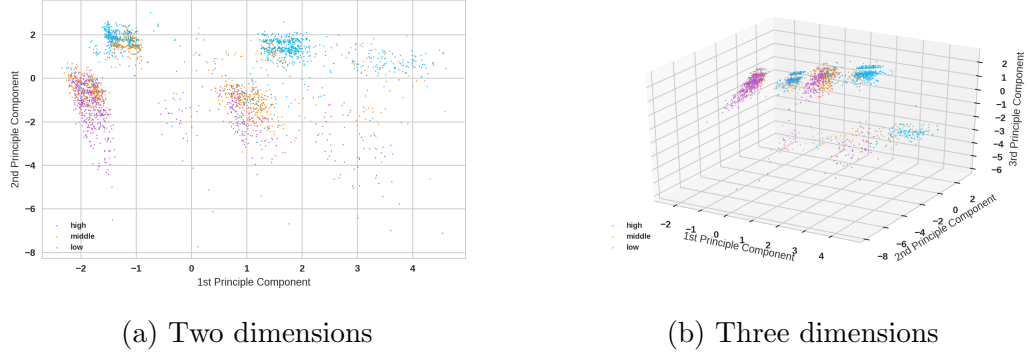 2
0
−2
−4
−6
−8
2nd Principle Component
high
middle
low
−2 −1 0 1 2 3 4
1st Principle Component
(a) Two dimensions
2
1
0
−1
−2
−3
−4
−5
−6
3rd Principle Component
high
middle
low
−2 −1 0 1 2 3 4
1st Principle Component
−8 −6 −4 −2 0 2
2nd Principle Component
(b) Three dimensions